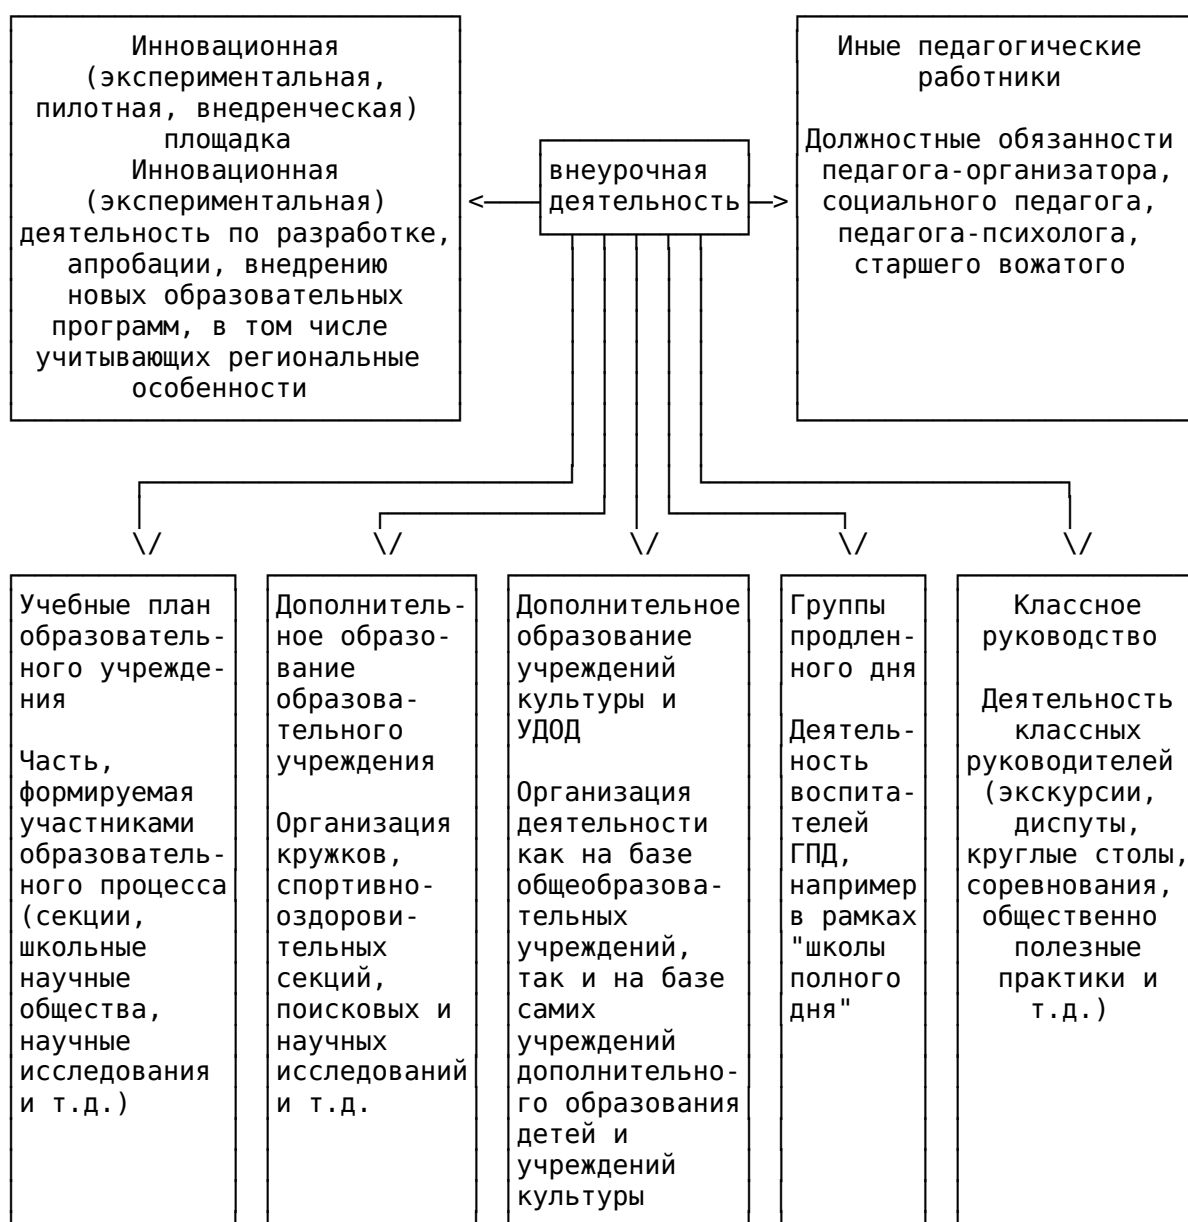 Инновационная
(экспериментальная,
пилотная, внедренческая)
площадка
Инновационная
(экспериментальная)
деятельность по разработке,
апробации, внедрению
новых образовательных
программ, в том числе
учитывающих региональные
особенности
внеурочная
деятельность
Иные педагогические
работники
Должностные обязанности
педагога-организатора,
социального педагога,
педагога-психолога,
старшего вожатого
Учебные план
образователь-
ного учрежде-
ния
Часть,
формируемая
участниками
образователь-
ного процесса
(секции,
школьные
научные
общества,
научные
исследования
и т.д.)
Дополнитель-
ное образо-
вание
образова-
тельного
учреждения
Организация
кружков,
спортивно-
оздорови-
тельных
секций,
поисковых и
научных
исследований
и т.д.
Дополнительное
образование
учреждений
культуры и
УДОД
Организация
деятельности
как на базе
общеобразова-
тельных
учреждений,
так и на базе
самих
учреждений
дополнительно-
го образования
детей и
учреждений
культуры
Группы
продлен-
ного дня
Деятель-
ность
воспита-
телей
ГПД,
например
в рамках
"школы
полного
дня"
Классное
руководство
Деятельность
классных
руководителей
(экскурсии,
диспуты,
круглые столы,
соревнования,
общественно
полезные
практики и
т.д.)